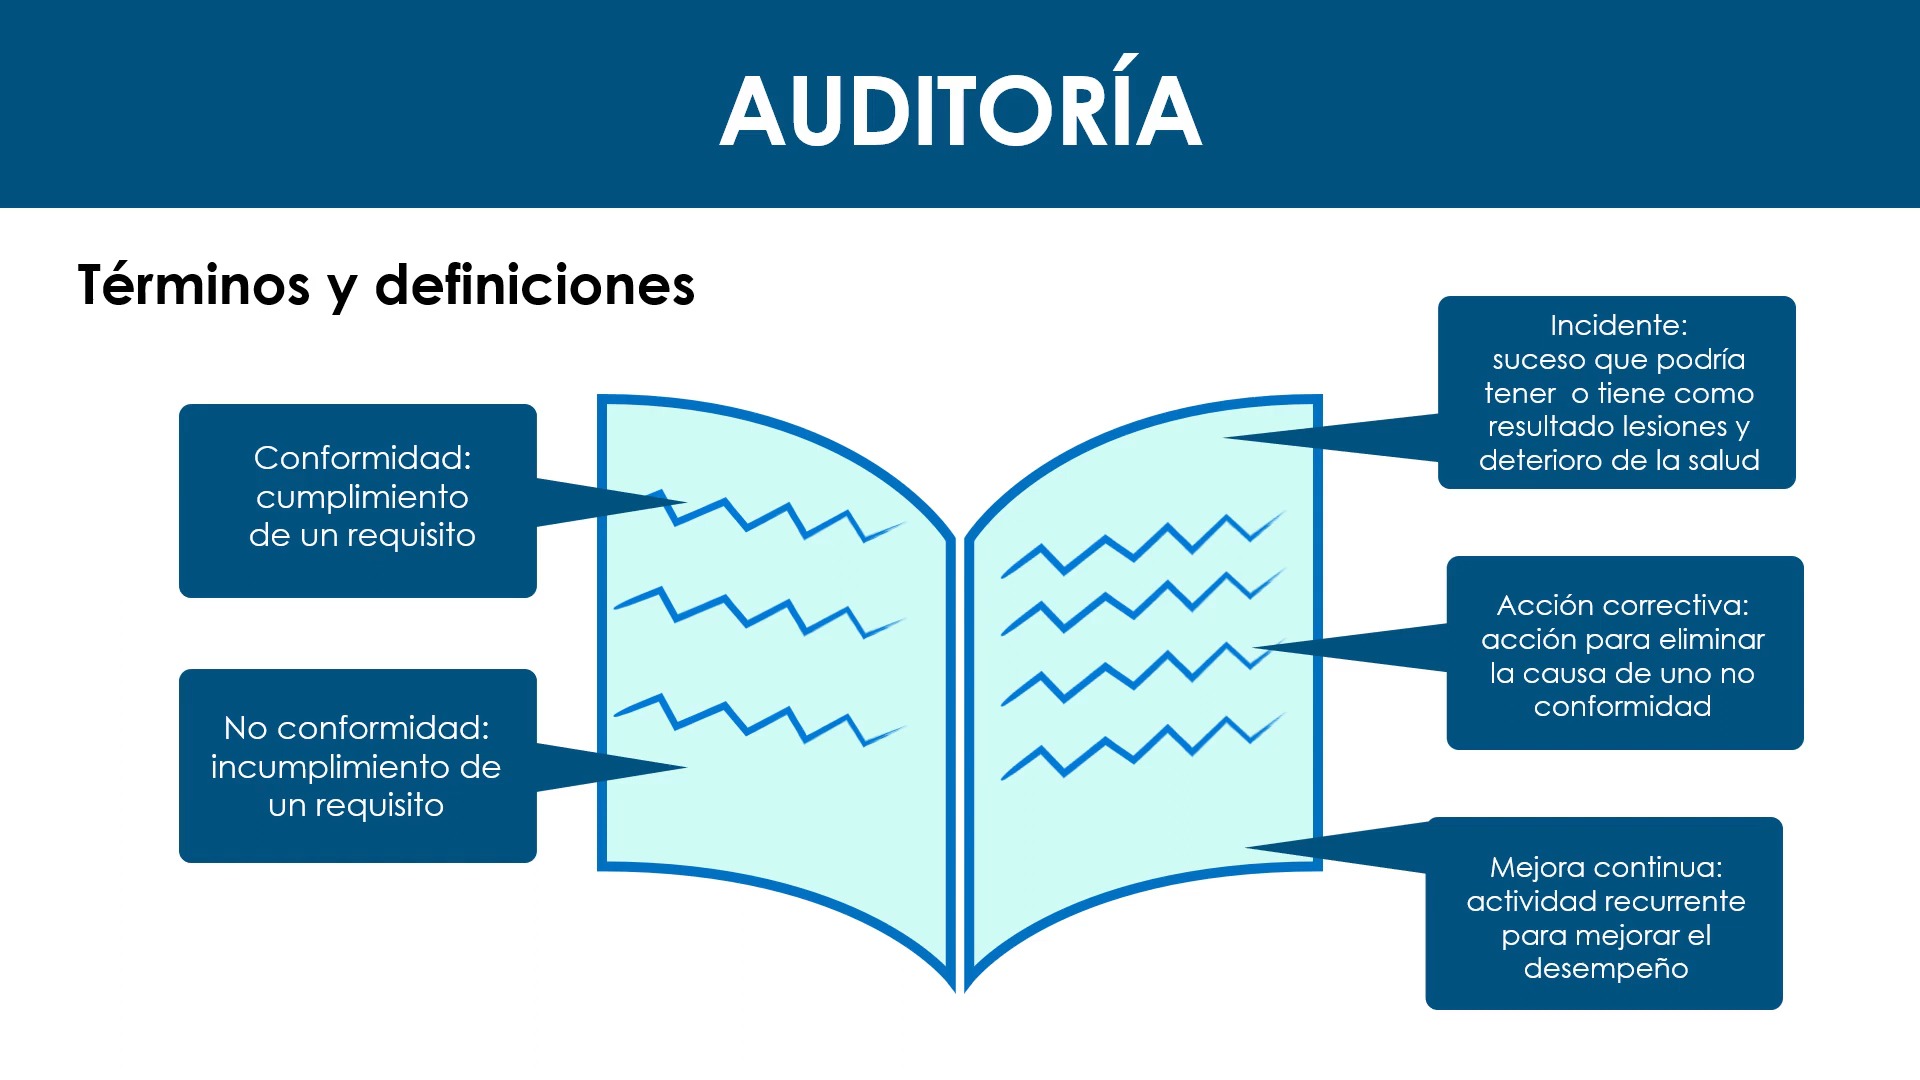 AUDITORÍA
Términos y definiciones
Conformidad:
cumplimiento
de un requisito
No conformidad:
incumplimiento de
un requisito
Incidente:
suceso que podría
tener  o tiene como
resultado lesiones y
deterioro de la salud
Acción correctiva:
acción para eliminar
la causa de uno no
conformidad
Mejora continua:
actividad recurrente
para mejorar el
desempeño